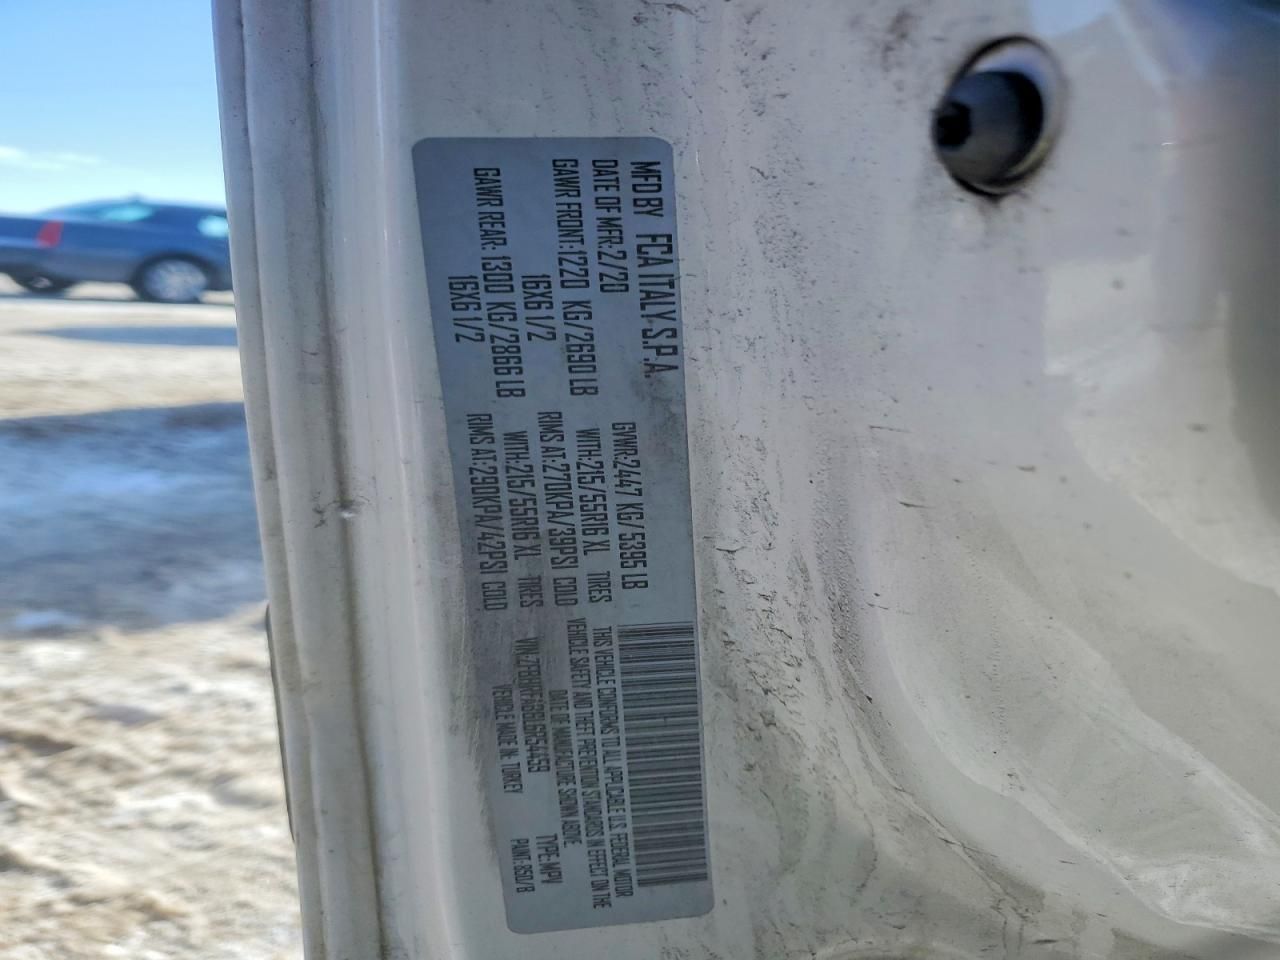 MFD BY FCA ITALY S.P.A.
DATE OF MFR: 2/20 GVWR: 2447 KG/5395 LB
GAWR FRONT: 1220 KG/2690 LB WITH: 215/55R16 XL TIRES
16X6 1/2 RIMS AT: 270KPA/39PSI COLD
GAWR REAR: 1300 KG/2866 LB WITH: 215/55R16 XL TIRES
16X6 1/2 RIMS AT: 290KPA/42PSI COLD
THIS VEHICLE CONFORMS TO ALL APPLICABLE U.S. FEDERAL MOTOR
VEHICLE SAFETY AND THEFT PREVENTION STANDARDS IN EFFECT ON THE
DATE OF MANUFACTURE SHOWN ABOVE.
VIN: TYPE: MPV
VEHICLE MADE IN: TURKEY PAINT: 850/B